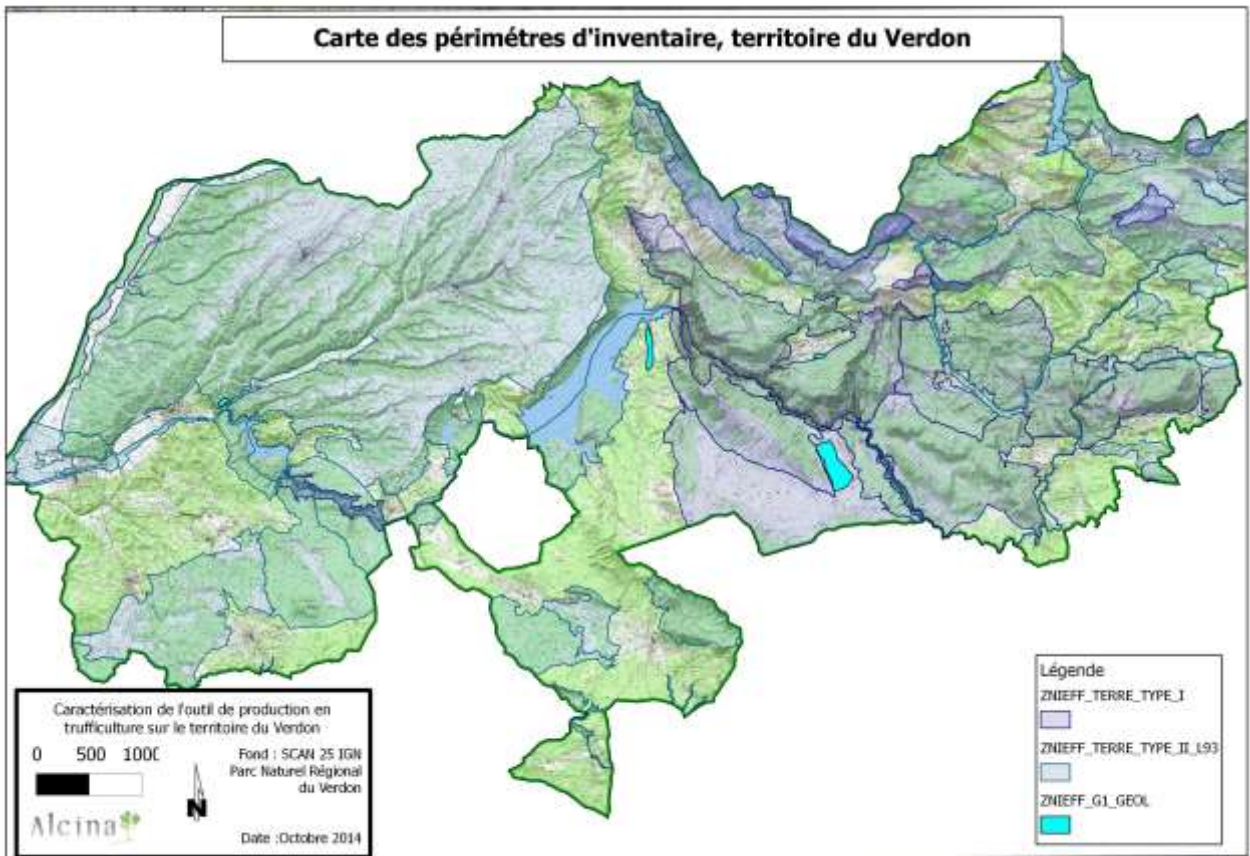 Carte des périmétres d'inventaire, territoire du Verdon
Légende
ZNIEFF_TERRE_TYPE_I
ZNIEFF_TERRE_TYPE_II_L93
ZNIEFF_G1_GEOL
Caractérisation de l'outil de production en
trufficulture sur le territoire du Verdon
0 500 100
Fond : SCAN 25 IGN
Parc Naturel Régional
du Verdon
N
Alcina
Date :Octobre 2014